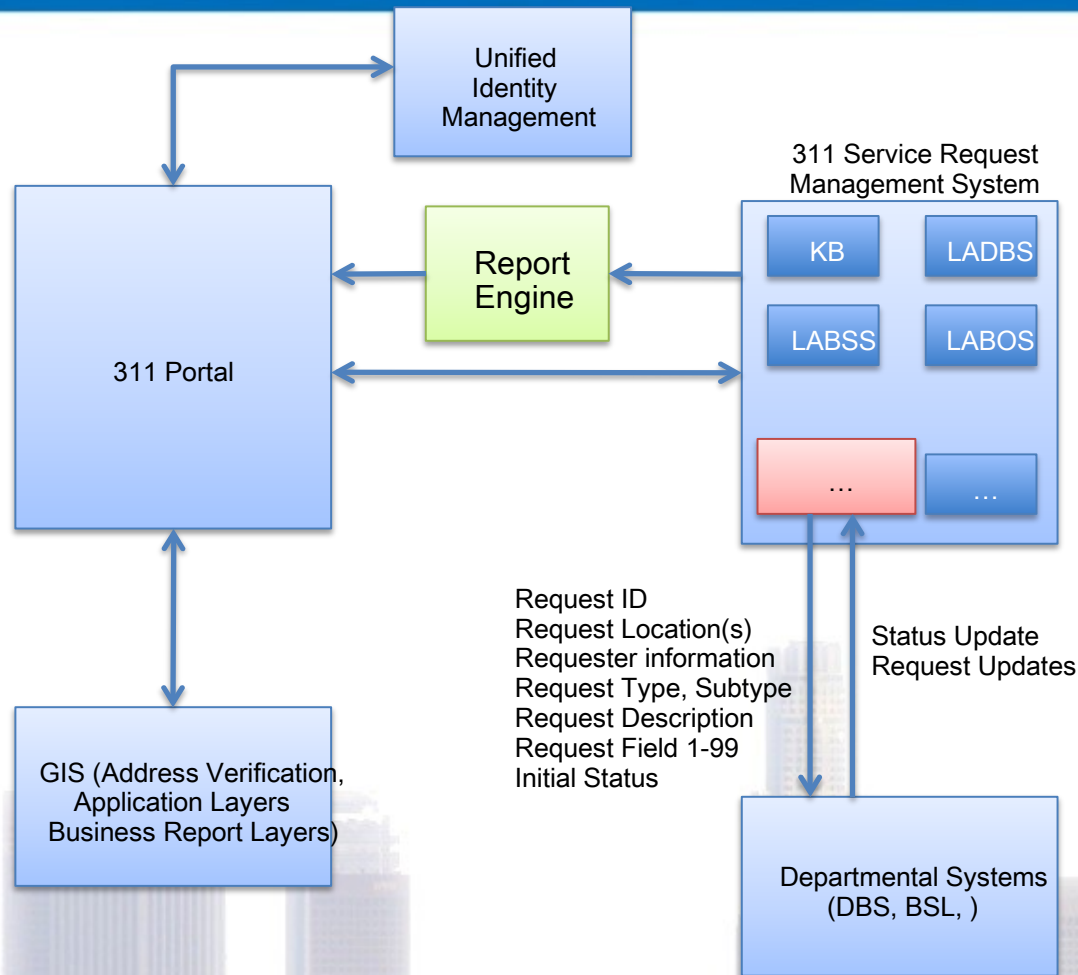 Unified
Identity
Management
311 Service Request
Management System
KB
LADBS
Report
Engine
LABSS
LABOS
311 Portal
...
...
Request ID
Request Location(s)
Requester information
Request Type, Subtype
Request Description
Request Field 1-99
Initial Status
Status Update
Request Updates
GIS (Address Verification,
Application Layers
Business Report Layers)
Departmental Systems
(DBS, BSL, )